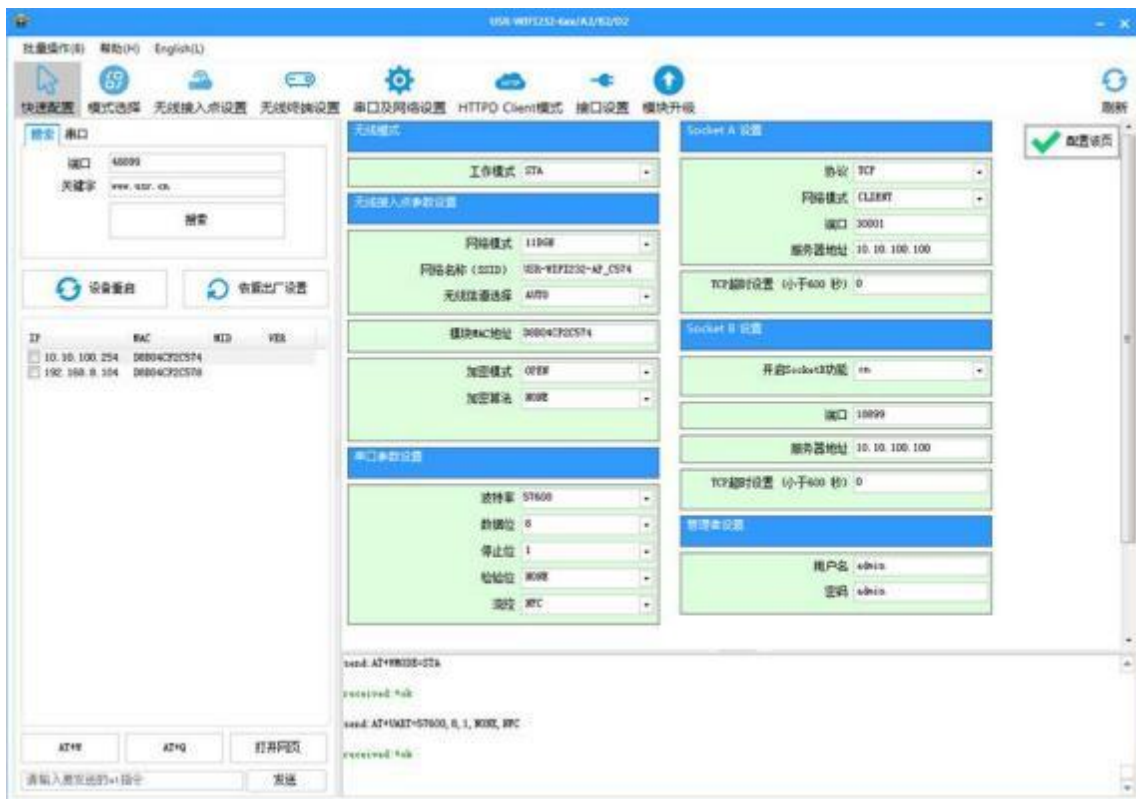 USR-WIFI232-6xx/A2/B2/D2
批量操作(B) 帮助(H) English(L)
快速配置 模式选择 无线接入点设置 无线终端设置 串口及网络设置 HTTPD Client模式 接口设置 模块升级 刷新
搜索 串口
端口 48899
关键字 www.usr.cn
搜索
设备重启 恢复出厂设置
IP MAC MID VER
10.10.100.254 D8B04CF2C574
192.168.0.104 D8B04CF2C578
AT+W AT+Q 打开网页
请输入要发送的at指令 发送
无线模式
工作模式 STA
无线接入点参数设置
网络模式 11BGN
网络名称 (SSID) USR-WIFI232-AP_C574
无线信道选择 AUTO
模块MAC地址 D8B04CF2C574
加密模式 OPEN
加密算法 NONE
串口参数设置
波特率 57600
数据位 8
停止位 1
检验位 NONE
流控 NFC
Socket A 设置
协议 TCP
网络模式 CLIENT
端口 30001
服务器地址 10.10.100.100
TCP超时设置 (小于600 秒) 0
Socket B 设置
开启SocketB功能 on
端口 18899
服务器地址 10.10.100.100
TCP超时设置 (小于600 秒) 0
管理者设置
用户名 admin
密码 admin
配置该页
send:AT+WMODE=STA
received:+ok
send:AT+UART=57600,8,1,NONE,NFC
received:+ok